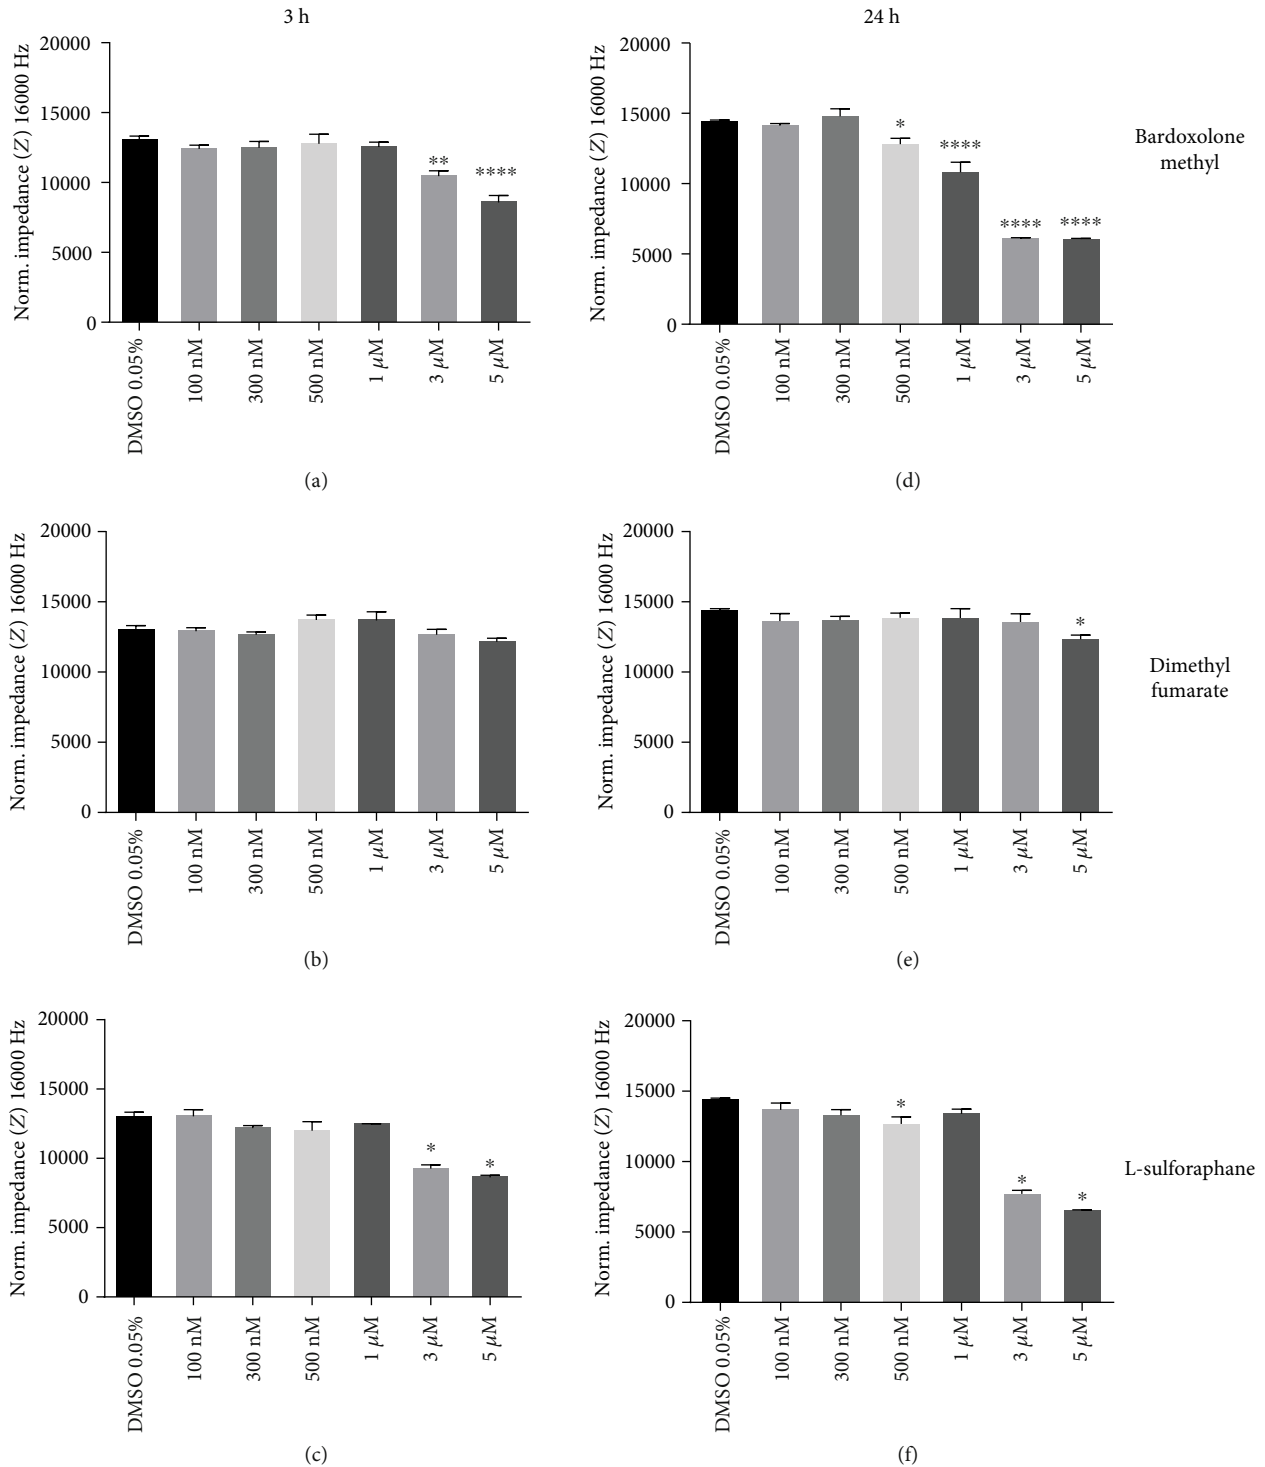 3 h
24 h
Norm. impedance (Z) 16000 Hz
20000
15000
10000
5000
0
**
****
DMSO 0.05%
100 nM
300 nM
500 nM
1 µM
3 µM
5 µM
(a)
Norm. impedance (Z) 16000 Hz
20000
15000
10000
5000
0
*
****
****
****
DMSO 0.05%
100 nM
300 nM
500 nM
1 µM
3 µM
5 µM
(d)
Bardoxolone
methyl
Norm. impedance (Z) 16000 Hz
20000
15000
10000
5000
0
DMSO 0.05%
100 nM
300 nM
500 nM
1 µM
3 µM
5 µM
(b)
Norm. impedance (Z) 16000 Hz
20000
15000
10000
5000
0
*
DMSO 0.05%
100 nM
300 nM
500 nM
1 µM
3 µM
5 µM
(e)
Dimethyl
fumarate
Norm. impedance (Z) 16000 Hz
20000
15000
10000
5000
0
*
*
DMSO 0.05%
100 nM
300 nM
500 nM
1 µM
3 µM
5 µM
(c)
Norm. impedance (Z) 16000 Hz
20000
15000
10000
5000
0
*
*
*
DMSO 0.05%
100 nM
300 nM
500 nM
1 µM
3 µM
5 µM
(f)
L-sulforaphane